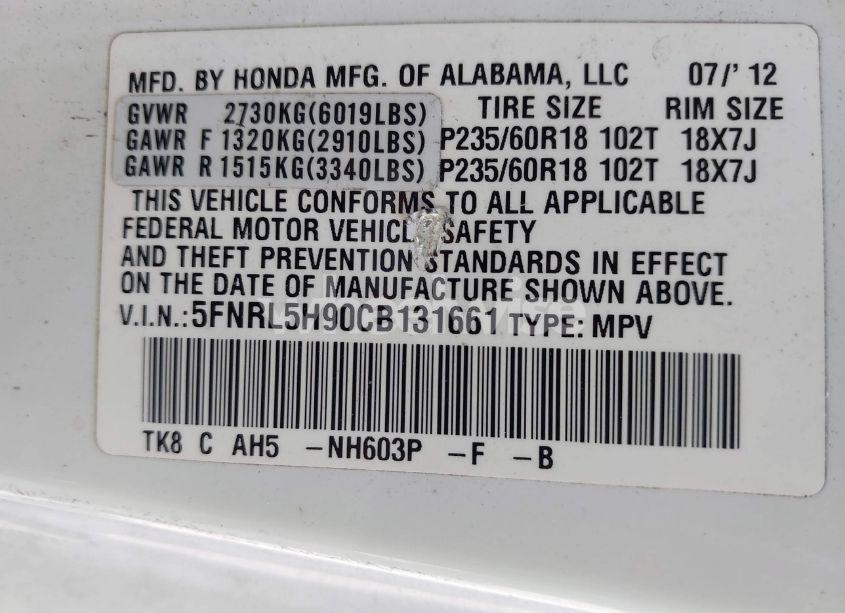 MFD. BY HONDA MFG. OF ALABAMA, LLC 07/' 12
GVWR 2730KG(6019LBS) TIRE SIZE RIM SIZE
GAWR F 1320KG(2910LBS) P235/60R18 102T 18X7J
GAWR R 1515KG(3340LBS) P235/60R18 102T 18X7J
THIS VEHICLE CONFORMS TO ALL APPLICABLE
FEDERAL MOTOR VEHICLE SAFETY
AND THEFT PREVENTION STANDARDS IN EFFECT
ON THE DATE OF MANUFACTURE SHOWN ABOVE.
V.I.N.:5FNRL5H90CB131661 TYPE: MPV
TK8 C AH5 -NH603P -F -B